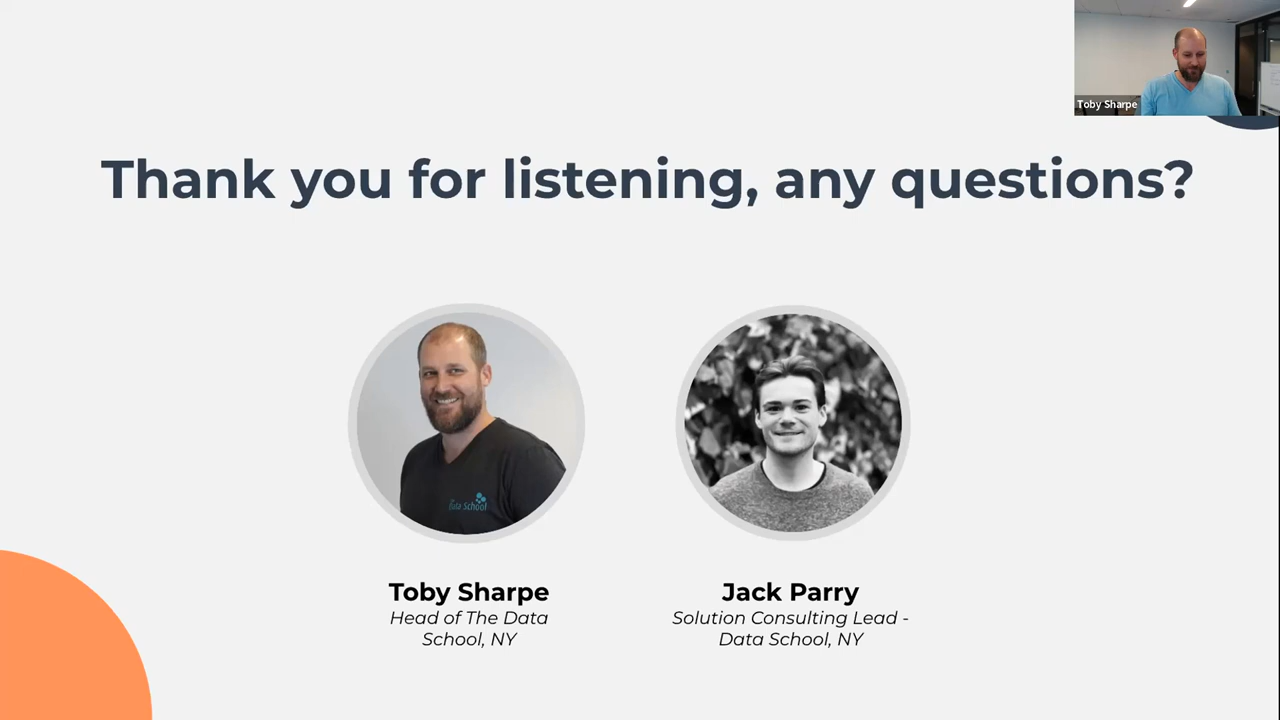 Toby Sharpe
Thank you for listening, any questions?
Data School
Toby Sharpe
Head of The Data
School, NY
Jack Parry
Solution Consulting Lead -
Data School, NY